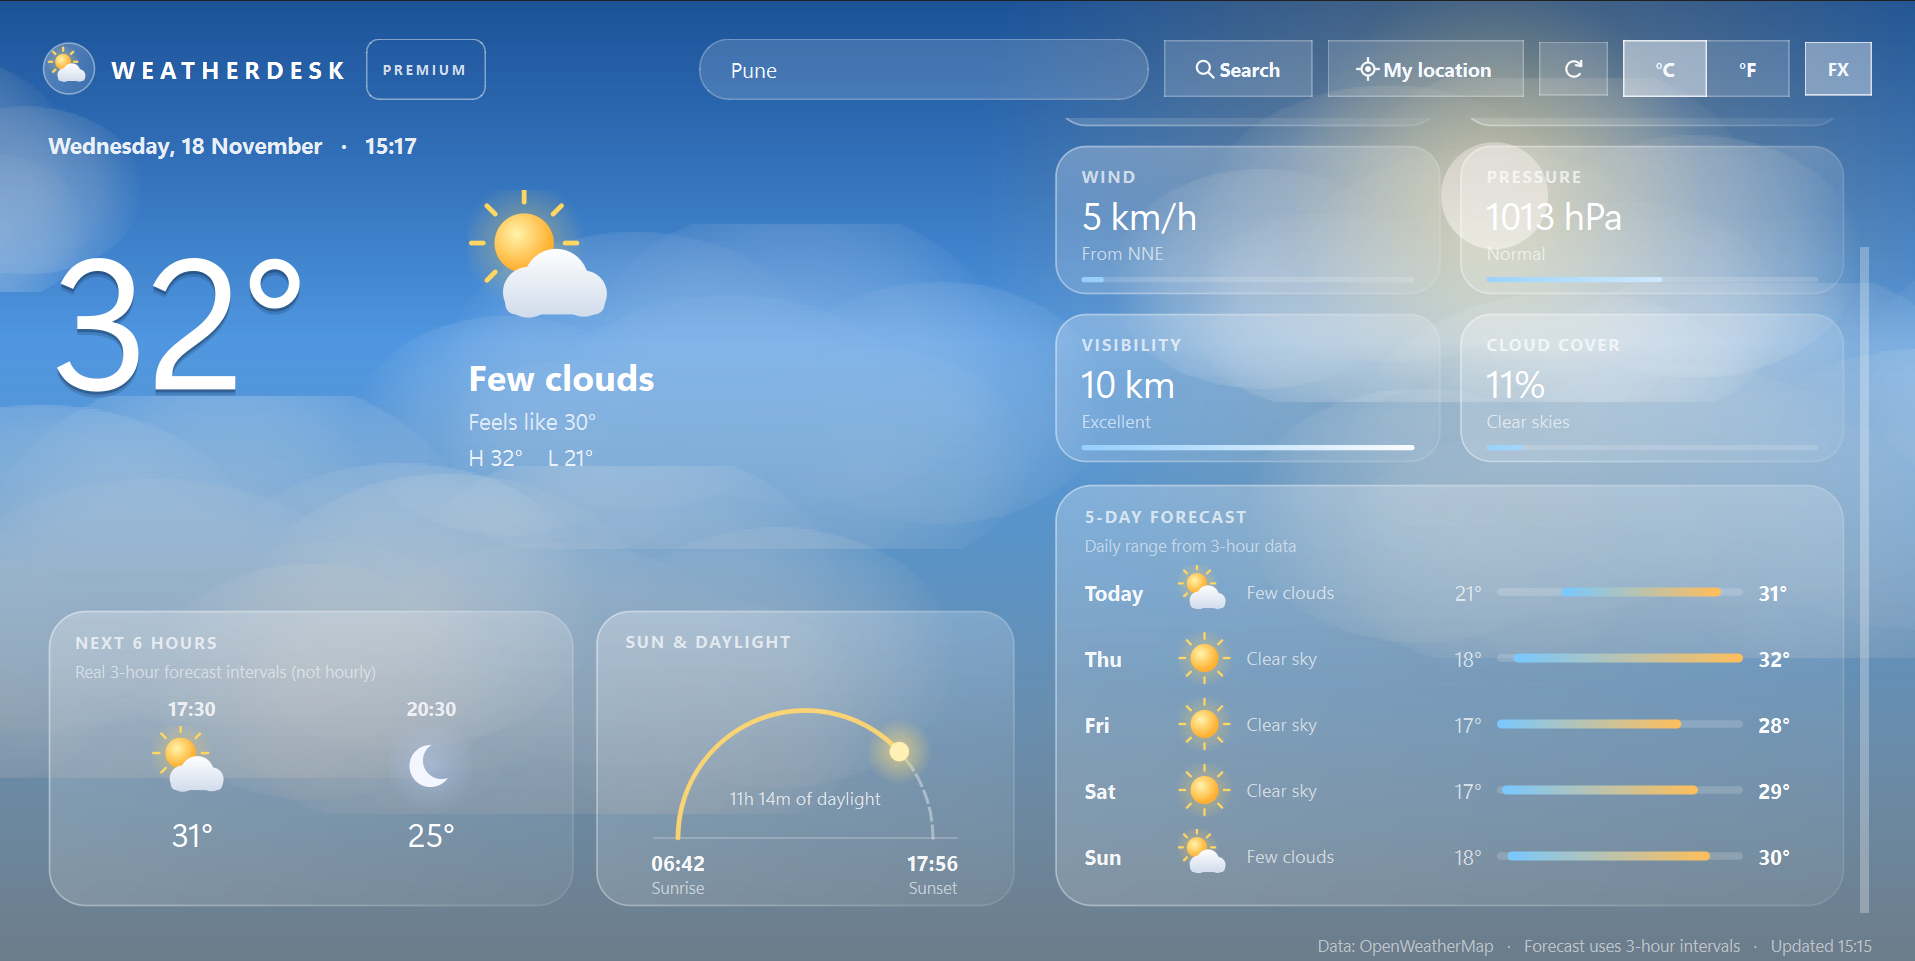 WEATHERDESK PREMIUM
Pune
Search
My location
°C
°F
FX
Wednesday, 18 November · 15:17
32°
Few clouds
Feels like 30°
H 32° L 21°
NEXT 6 HOURS
Real 3-hour forecast intervals (not hourly)
17:30 20:30
31° 25°
SUN & DAYLIGHT
11h 14m of daylight
06:42 17:56
Sunrise Sunset
WIND
5 km/h
From NNE
PRESSURE
1013 hPa
Normal
VISIBILITY
10 km
Excellent
CLOUD COVER
11%
Clear skies
5-DAY FORECAST
Daily range from 3-hour data
Today Few clouds 21° 31°
Thu Clear sky 18° 32°
Fri Clear sky 17° 28°
Sat Clear sky 17° 29°
Sun Few clouds 18° 30°
Data: OpenWeatherMap · Forecast uses 3-hour intervals · Updated 15:15